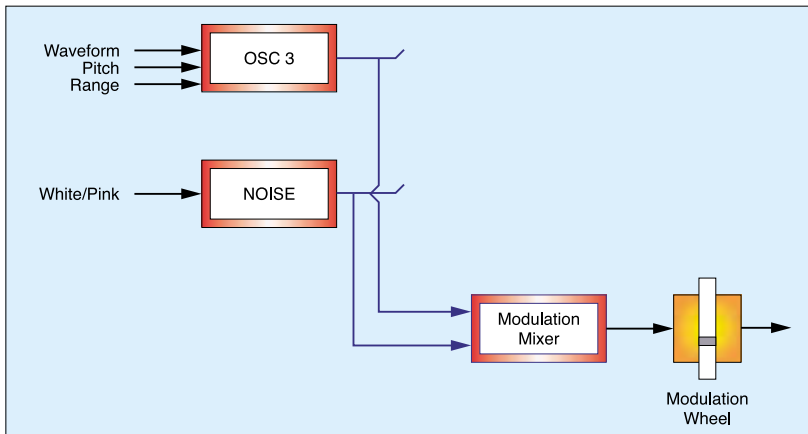 Waveform
Pitch
Range
OSC 3
White/Pink
NOISE
Modulation
Mixer
Modulation
Wheel